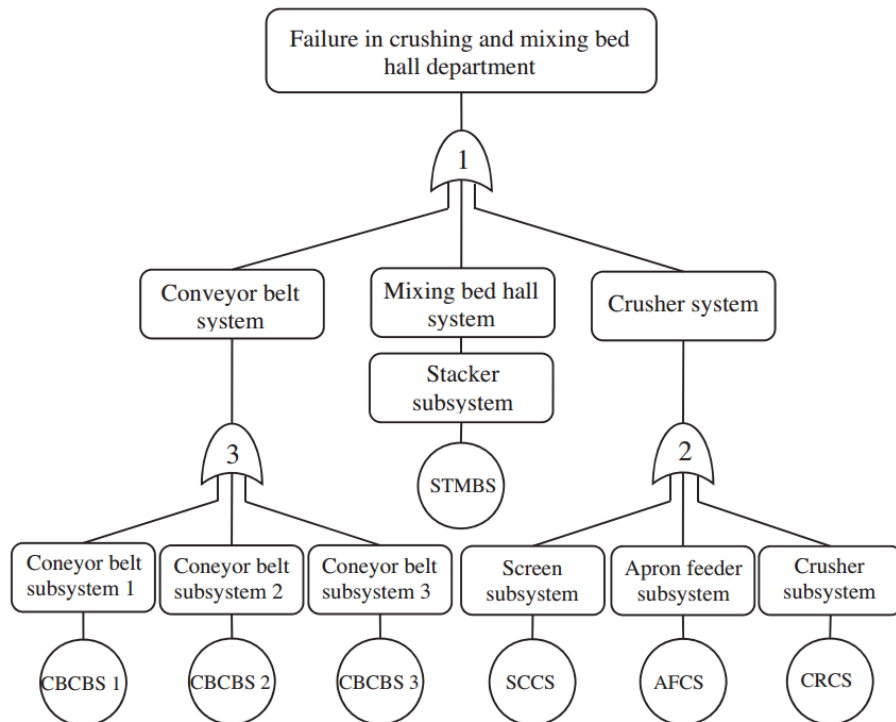 Failure in crushing and mixing bed
hall department
1
Conveyor belt
system
Mixing bed hall
system
Crusher system
Stacker
subsystem
3
STMBS
2
Coneyor belt
subsystem 1
Coneyor belt
subsystem 2
Coneyor belt
subsystem 3
Screen
subsystem
Apron feeder
subsystem
Crusher
subsystem
CBCBS 1
CBCBS 2
CBCBS 3
SCCS
AFCS
CRCS